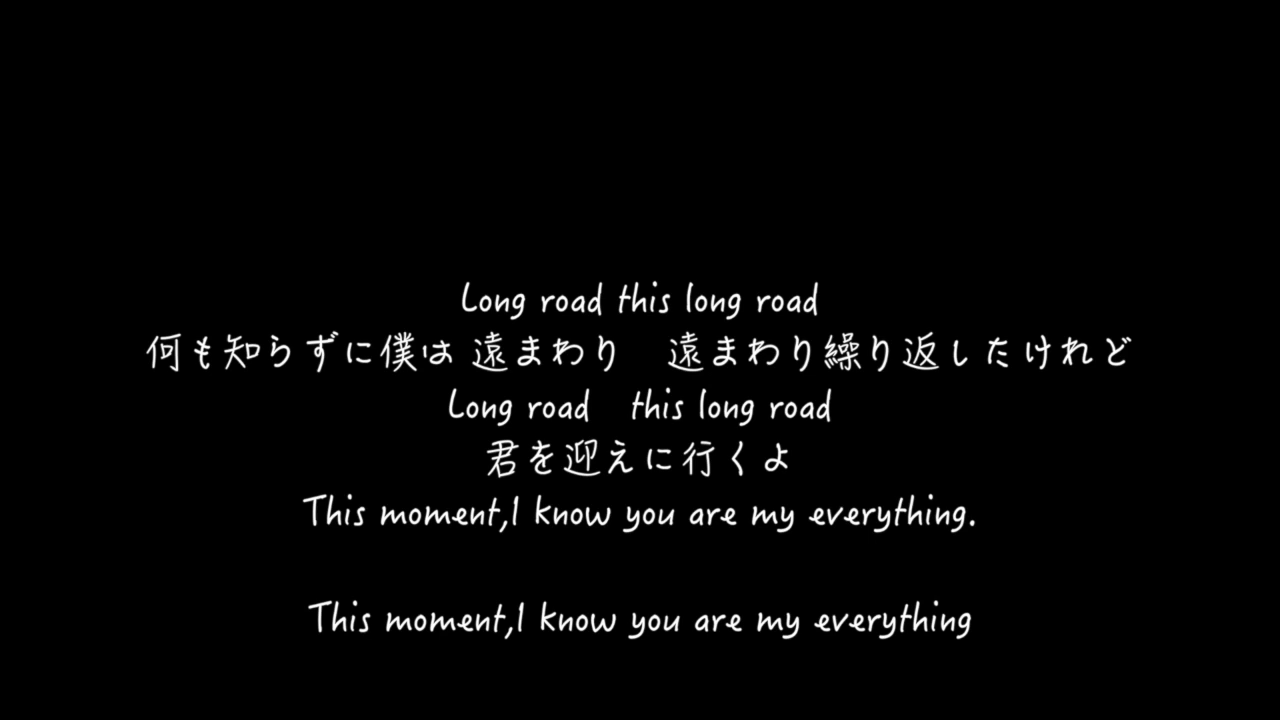 Long road this long road
何も知らずに僕は 遠まわり　遠まわり繰り返したけれど
Long road　this long road
君を迎えに行くよ
This moment,I know you are my everything.
This moment,I know you are my everything